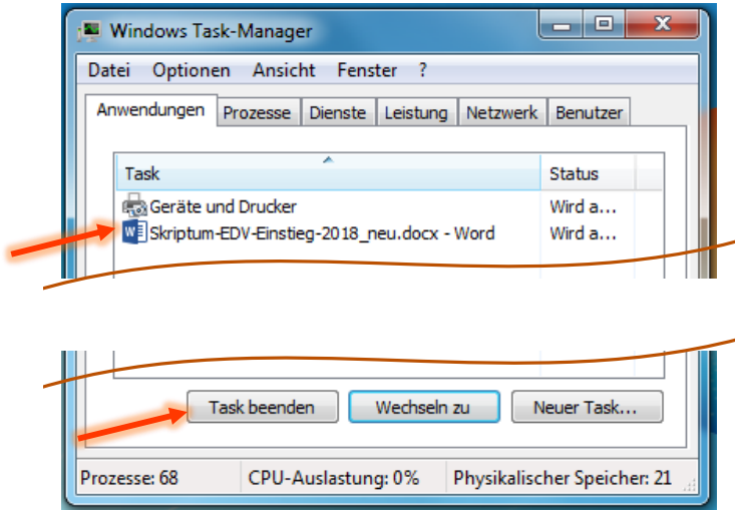 Windows Task-Manager
Datei Optionen Ansicht Fenster ?
Anwendungen Prozesse Dienste Leistung Netzwerk Benutzer
Task Status
Geräte und Drucker Wird a...
Skriptum-EDV-Einstieg-2018_neu.docx - Word Wird a...
Task beenden Wechseln zu Neuer Task...
Prozesse: 68 CPU-Auslastung: 0% Physikalischer Speicher: 21